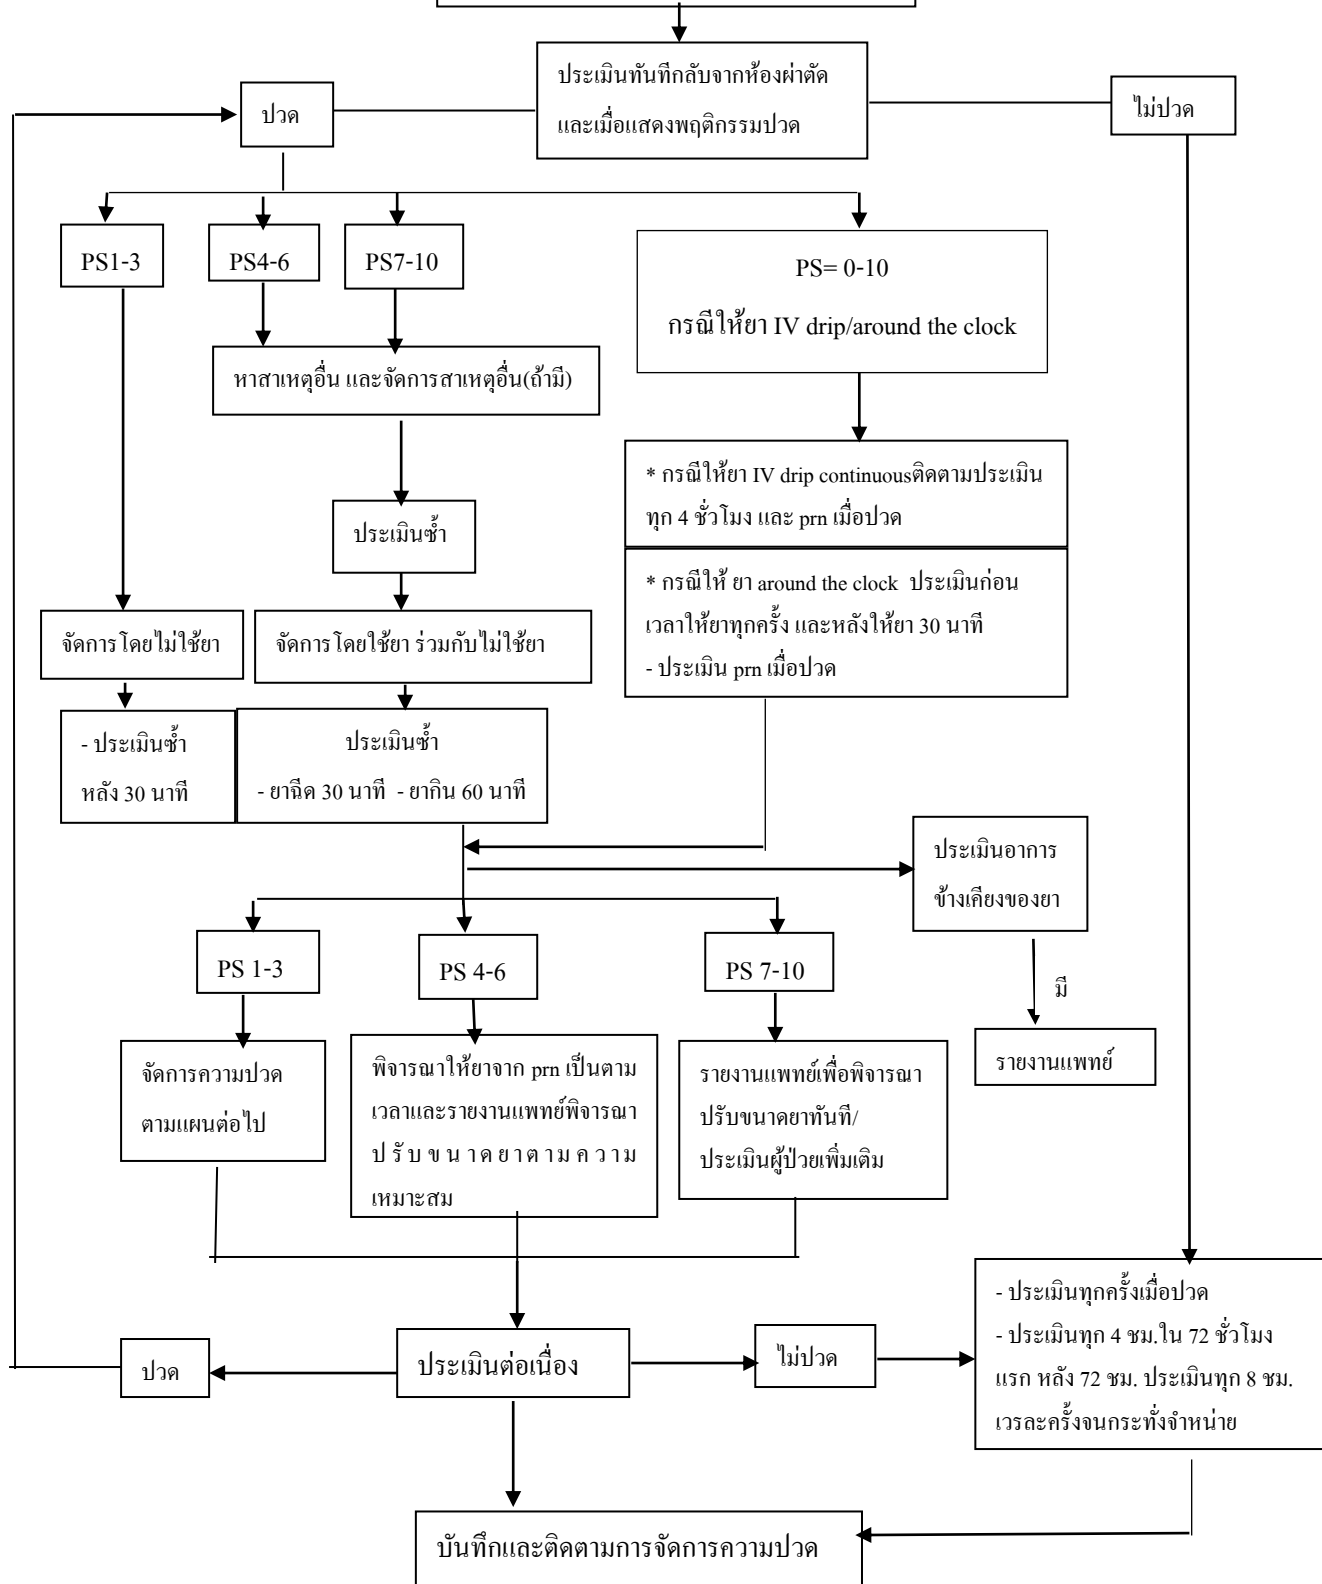 ประเมินทันทีกลับจากห้องผ่าตัด
และเมื่อแสดงพฤติกรรมปวด
ปวด
ไม่ปวด
PS1-3
PS4-6
PS7-10
PS= 0-10
กรณีให้ยา IV drip/around the clock
หาสาเหตุอื่น และจัดการสาเหตุอื่น(ถ้ามี)
* กรณีให้ยา IV drip continuousติดตามประเมิน
ทุก 4 ชั่วโมง และ prn เมื่อปวด
ประเมินซ้ำ
* กรณีให้ ยา around the clock ประเมินก่อน
เวลาให้ยาทุกครั้ง และหลังให้ยา 30 นาที
- ประเมิน prn เมื่อปวด
จัดการโดยไม่ใช้ยา
จัดการโดยใช้ยา ร่วมกับไม่ใช้ยา
- ประเมินซ้ำ
หลัง 30 นาที
ประเมินซ้ำ
- ยาฉีด 30 นาที - ยากิน 60 นาที
ประเมินอาการ
ข้างเคียงของยา
PS 1-3
PS 4-6
PS 7-10
มี
รายงานแพทย์
จัดการความปวด
ตามแผนต่อไป
พิจารณาให้ยาจาก prn เป็นตาม
เวลาและรายงานแพทย์พิจารณา
ปรับขนาดยาตามความ
เหมาะสม
รายงานแพทย์เพื่อพิจารณา
ปรับขนาดยาทันที/
ประเมินผู้ป่วยเพิ่มเติม
ปวด
ประเมินต่อเนื่อง
ไม่ปวด
- ประเมินทุกครั้งเมื่อปวด
- ประเมินทุก 4 ชม.ใน 72 ชั่วโมง
แรก หลัง 72 ชม. ประเมินทุก 8 ชม.
เวรละครั้งจนกระทั่งจำหน่าย
บันทึกและติดตามการจัดการความปวด